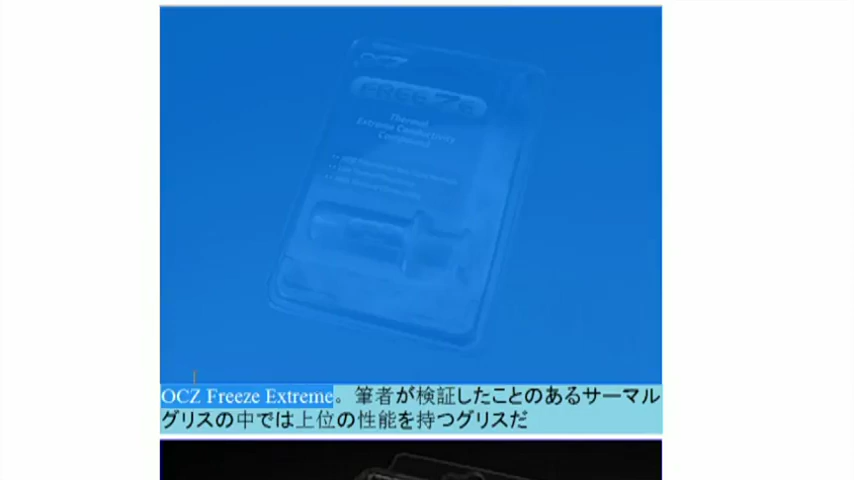 OCZ
FREEZe
Thermal
Extreme Conductivity
Compound
OCZ Freeze Extreme。筆者が検証したことのあるサーマル
グリスの中では上位の性能を持つグリスだ